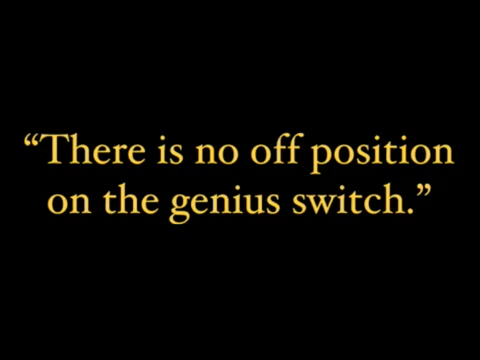 “There is no off position
on the genius switch.”